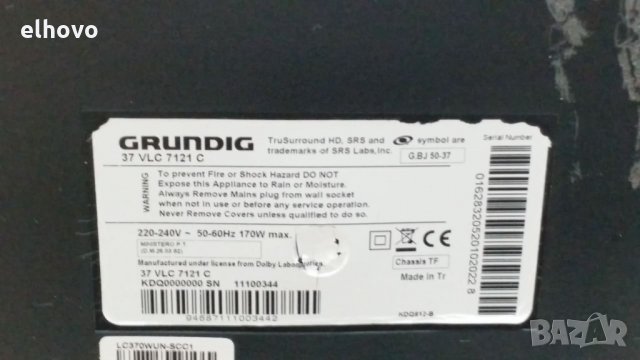 elhovo
GRUNDIG
37 VLC 7121 C
TruSurround HD, SRS and symbol are
trademarks of SRS Labs, Inc.
G.BJ 50-37
Serial Number
WARNING
To prevent Fire or Shock Hazard DO NOT
Expose this Appliance to Rain or Moisture.
Always Remove Mains plug from wall socket
when not in use or before any service operation.
Never Remove Covers unless qualified to do so.
220-240V ~ 50-60Hz 170W max.
MINISTERO P.T.
Manufactured under license from Dolby
37 VLC 7121 C
KDQ0000000 SN 11100344
94687111003442
CE
Chassis TF
Made in Tr
KDQ812-B
LC370WUN-SCC1
bazar